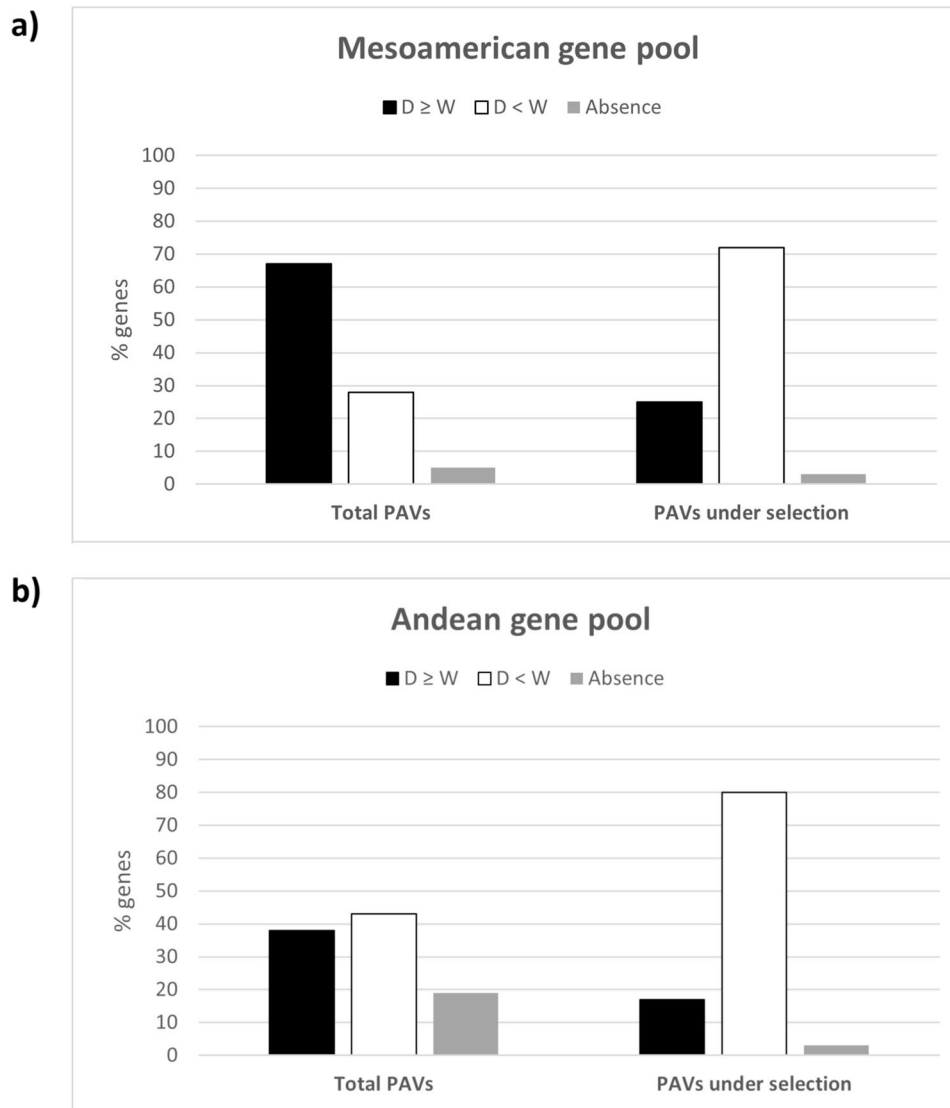 a)
Mesoamerican gene pool
D ≥ W D < W Absence
% genes
100
90
80
70
60
50
40
30
20
10
0
Total PAVs PAVs under selection
b)
Andean gene pool
D ≥ W D < W Absence
% genes
100
90
80
70
60
50
40
30
20
10
0
Total PAVs PAVs under selection